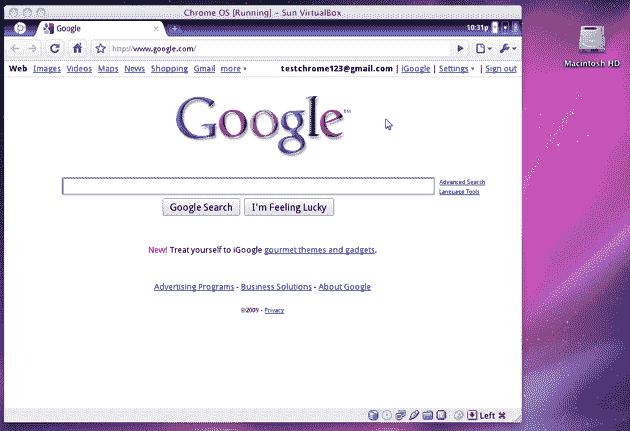 Chrome OS [Running] – Sun VirtualBox
Google
10:31p
http://www.google.com/
Web Images Videos Maps News Shopping Gmail more ▾
testchrome123@gmail.com | iGoogle | Settings ▾ | Sign out
Macintosh HD
Google™
Advanced Search
Language Tools
Google Search
I'm Feeling Lucky
New! Treat yourself to iGoogle gourmet themes and gadgets.
Advertising Programs - Business Solutions - About Google
©2009 - Privacy
Left ⌘